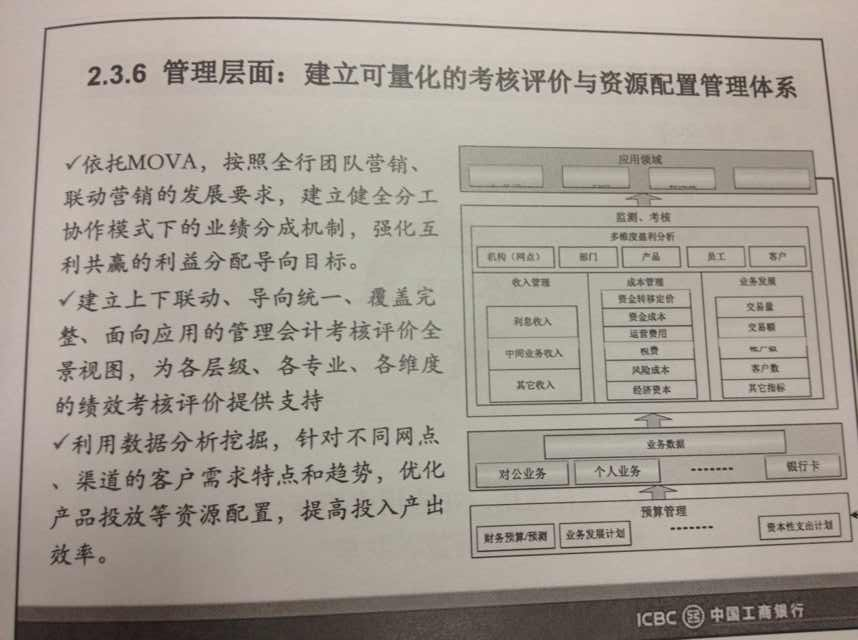 2.3.6 管理层面：建立可量化的考核评价与资源配置管理体系
✓依托MOVA，按照全行团队营销、
联动营销的发展要求，建立健全分工
协作模式下的业绩分成机制，强化互
利共赢的利益分配导向目标。
✓建立上下联动、导向统一、覆盖完
整、面向应用的管理会计考核评价全
景视图，为各层级、各专业、各维度
的绩效考核评价提供支持
✓利用数据分析挖掘，针对不同网点
、渠道的客户需求特点和趋势，优化
产品投放等资源配置，提高投入产出
效率。
应用领域
监测、考核
多维度盈利分析
机构（网点） 部门 产品 员工 客户
收入管理
利息收入
中间业务收入
其它收入
成本管理
资金转移定价
资金成本
运营费用
税费
风险成本
经济资本
业务发展
交易量
交易额
客户数
其它指标
业务数据
对公业务 个人业务 ------- 银行卡
预算管理
财务预算/预测 业务发展计划 ------- 资本性支出计划
ICBC 中国工商银行